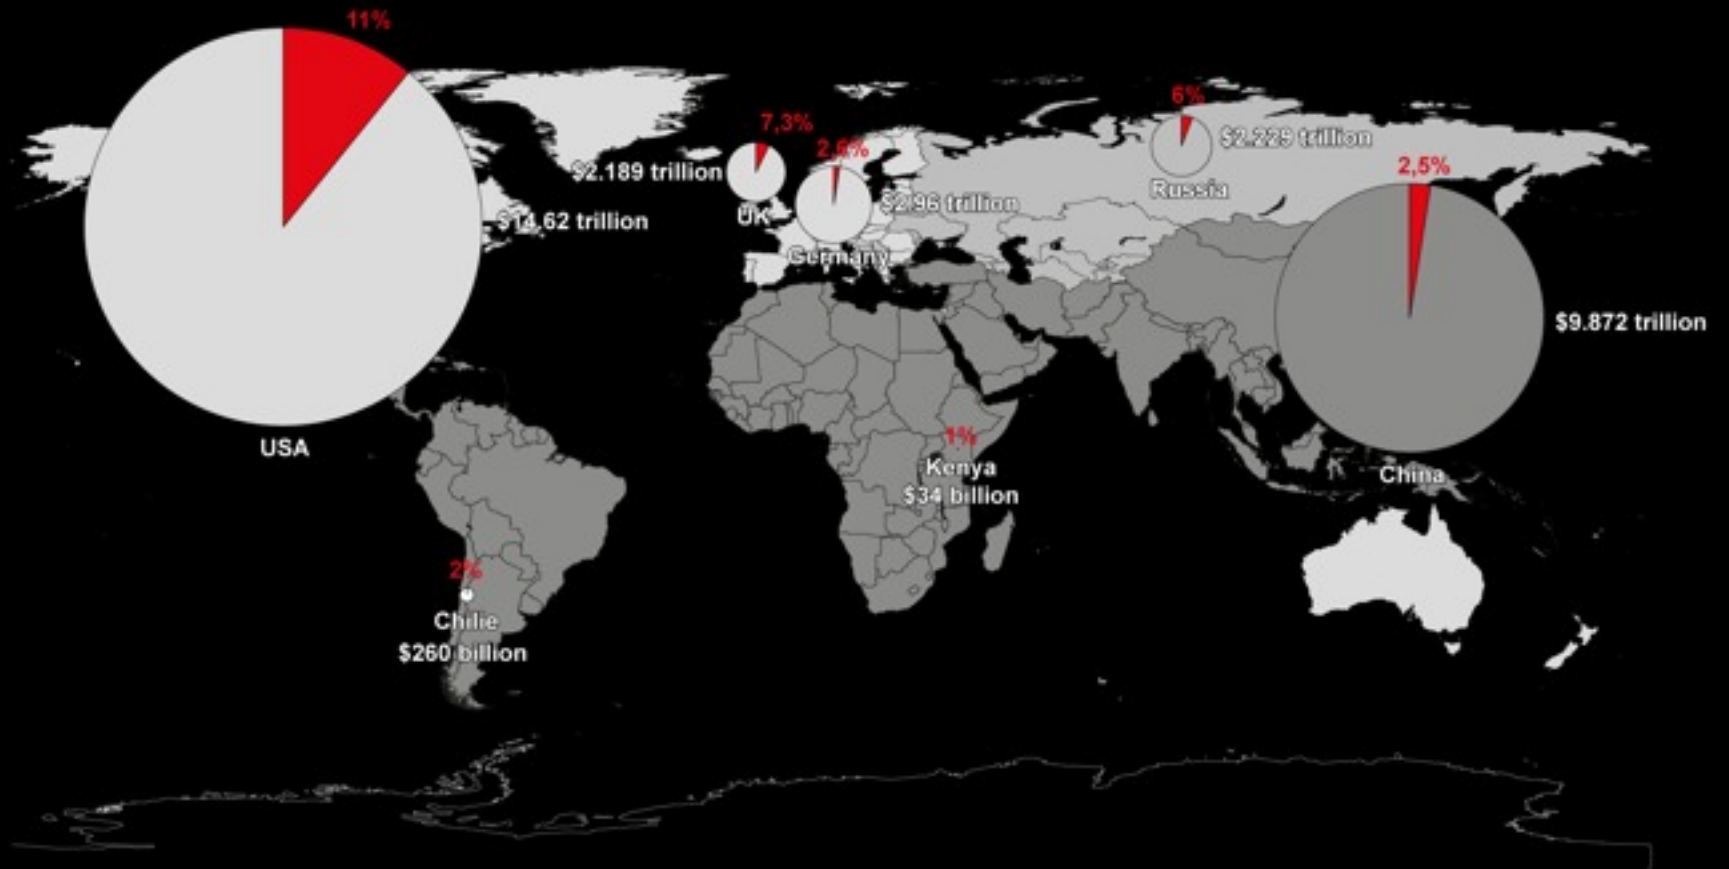 11%
$14.62 trillion
USA
7,3%
$2.189 trillion
UK
2,6%
$2.96 trillion
Germany
6%
$2.229 trillion
Russia
2,5%
$9.872 trillion
China
1%
Kenya
$34 billion
2%
Chilie
$260 billion